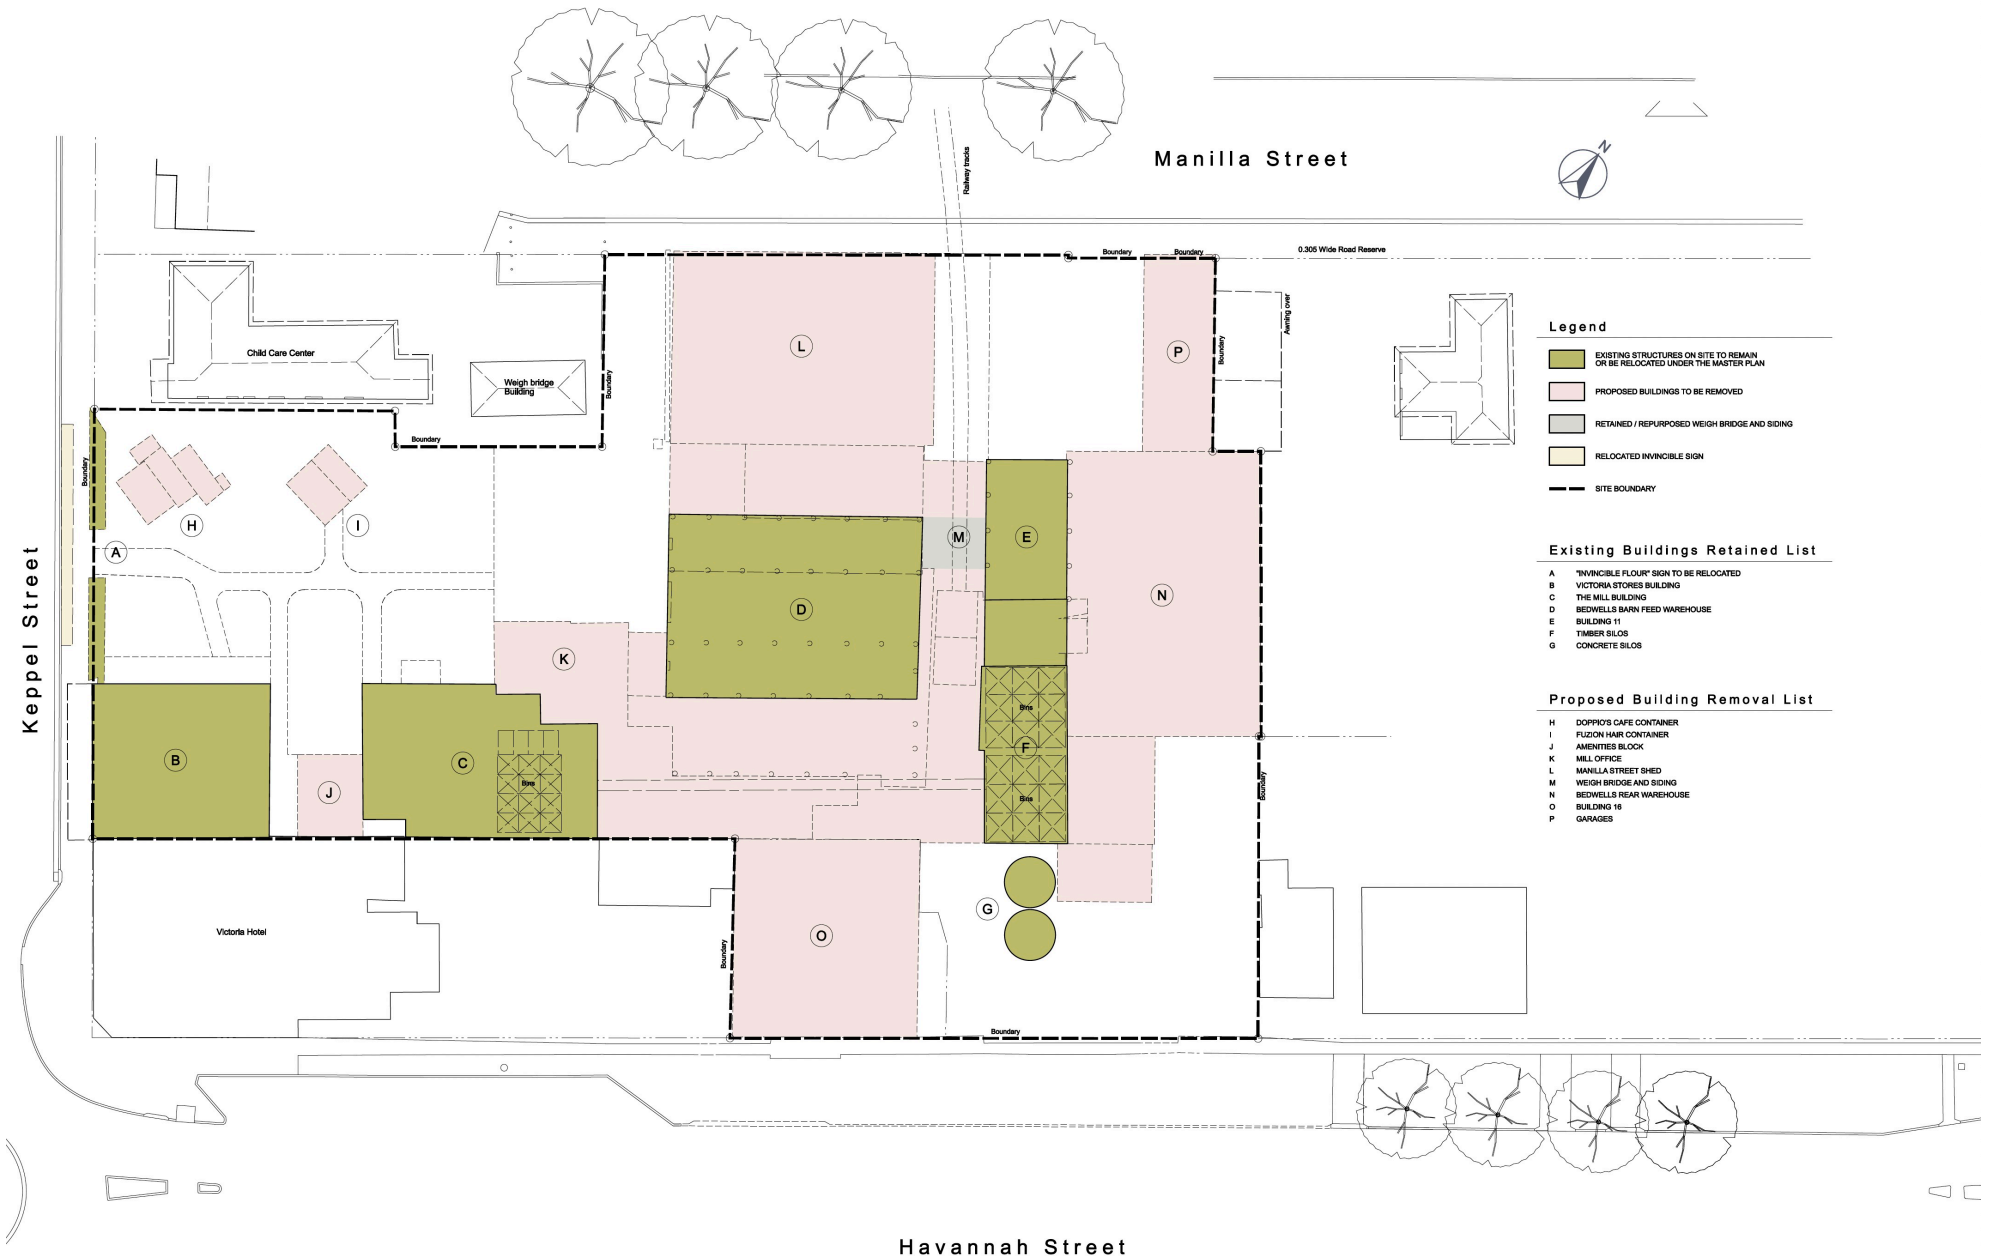 Manilla Street
N
Railway tracks
Boundary
Boundary
0.305 Wide Road Reserve
Awning over
Child Care Center
Weigh bridge
Building
L
P
Boundary
Boundary
Boundary
Boundary
H
I
A
M
E
D
N
K
Keppel Street
B
C
J
Bins
Bins
F
Bins
Boundary
G
O
Boundary
Victoria Hotel
Boundary
Havannah Street
Legend
EXISTING STRUCTURES ON SITE TO REMAIN
OR BE RELOCATED UNDER THE MASTER PLAN
PROPOSED BUILDINGS TO BE REMOVED
RETAINED / REPURPOSED WEIGH BRIDGE AND SIDING
RELOCATED INVINCIBLE SIGN
SITE BOUNDARY
Existing Buildings Retained List
A "INVINCIBLE FLOUR" SIGN TO BE RELOCATED
B VICTORIA STORES BUILDING
C THE MILL BUILDING
D BEDWELLS BARN FEED WAREHOUSE
E BUILDING 11
F TIMBER SILOS
G CONCRETE SILOS
Proposed Building Removal List
H DOPPIO'S CAFE CONTAINER
I FUZION HAIR CONTAINER
J AMENITIES BLOCK
K MILL OFFICE
L MANILLA STREET SHED
M WEIGH BRIDGE AND SIDING
N BEDWELLS REAR WAREHOUSE
O BUILDING 16
P GARAGES